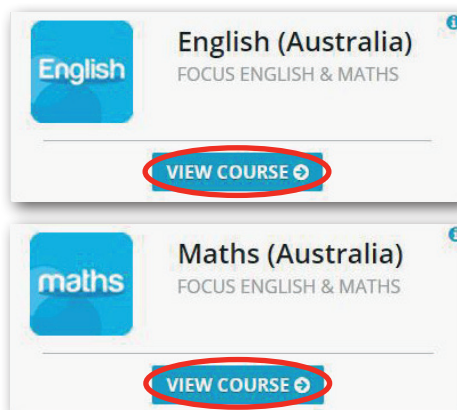 English
English (Australia)
FOCUS ENGLISH & MATHS
VIEW COURSE
maths
Maths (Australia)
FOCUS ENGLISH & MATHS
VIEW COURSE